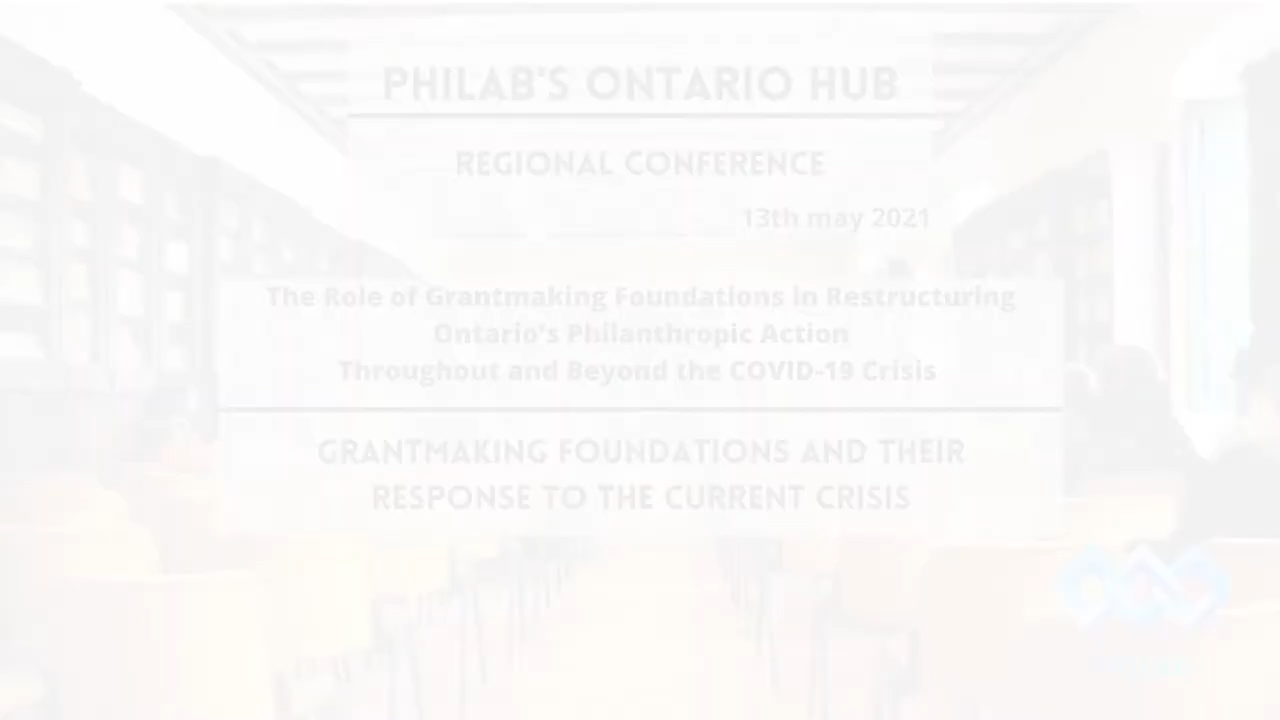 PHILAB'S ONTARIO HUB
REGIONAL CONFERENCE
13th may 2021
The Role of Grantmaking Foundations in Restructuring
Ontario's Philanthropic Action
Throughout and Beyond the COVID-19 Crisis
GRANTMAKING FOUNDATIONS AND THEIR
RESPONSE TO THE CURRENT CRISIS